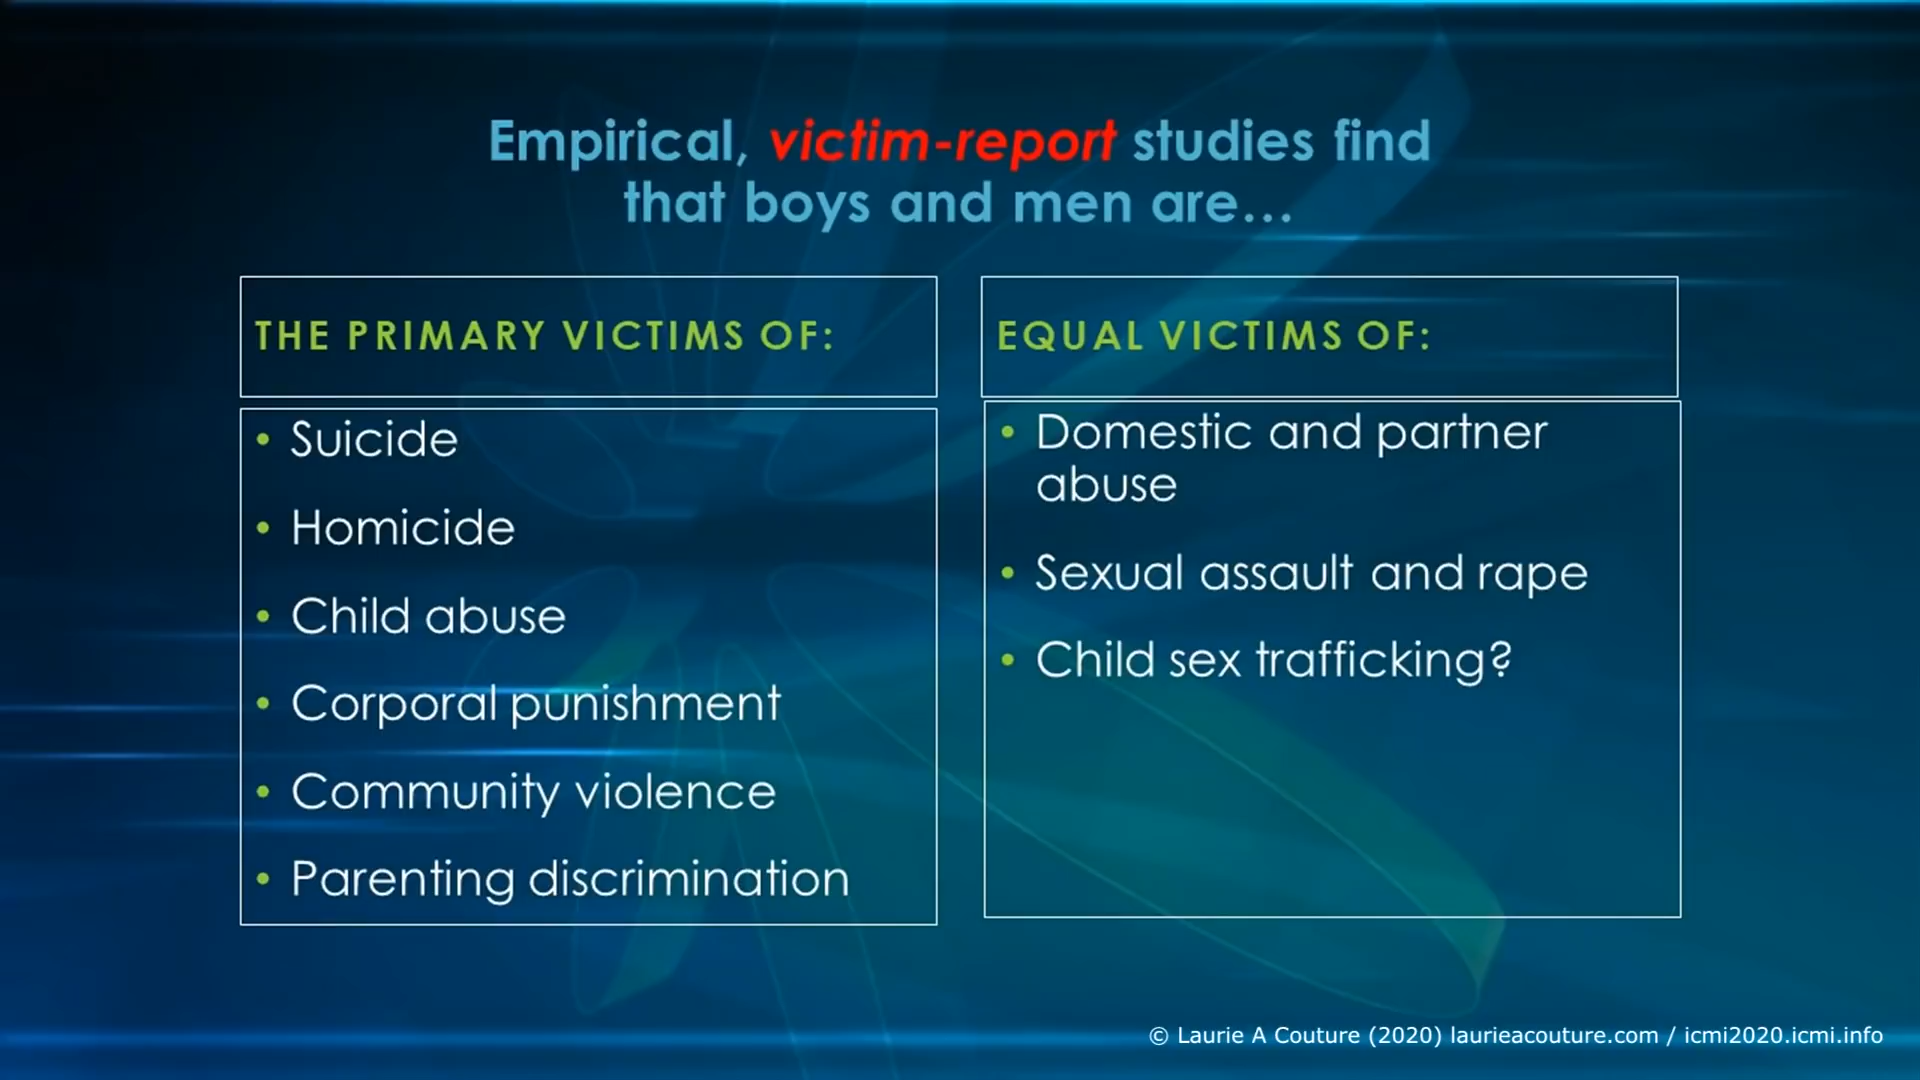 Empirical, victim-report studies find
that boys and men are...
THE PRIMARY VICTIMS OF:
• Suicide
• Homicide
• Child abuse
• Corporal punishment
• Community violence
• Parenting discrimination
EQUAL VICTIMS OF:
• Domestic and partner
abuse
• Sexual assault and rape
• Child sex trafficking?
© Laurie A Couture (2020) laurieacouture.com / icmi2020.icmi.info